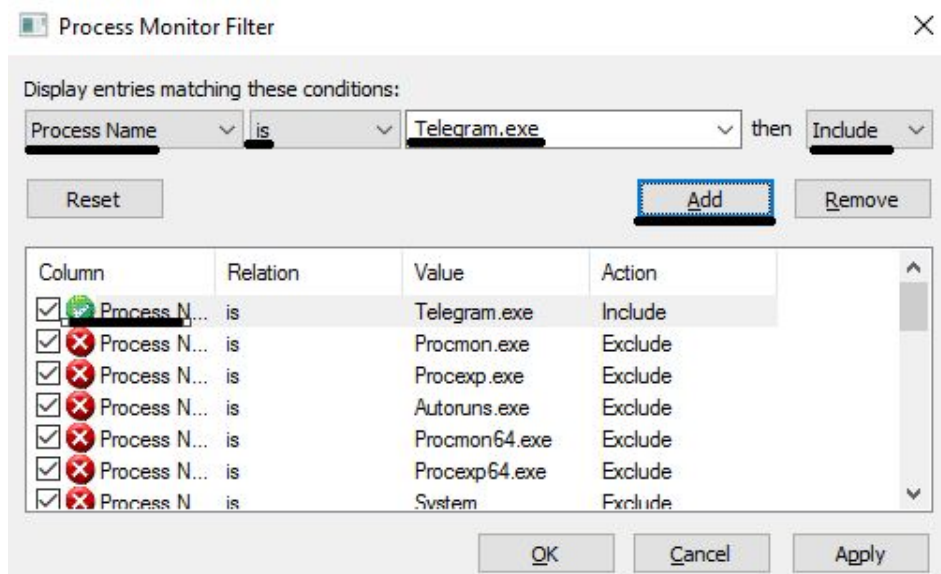 Process Monitor Filter
Display entries matching these conditions:
Process Name is Telegram.exe then Include
Reset Add Remove
Column Relation Value Action
Process N... is Telegram.exe Include
Process N... is Procmon.exe Exclude
Process N... is Procexp.exe Exclude
Process N... is Autoruns.exe Exclude
Process N... is Procmon64.exe Exclude
Process N... is Procexp64.exe Exclude
Process N is System Exclude
OK Cancel Apply